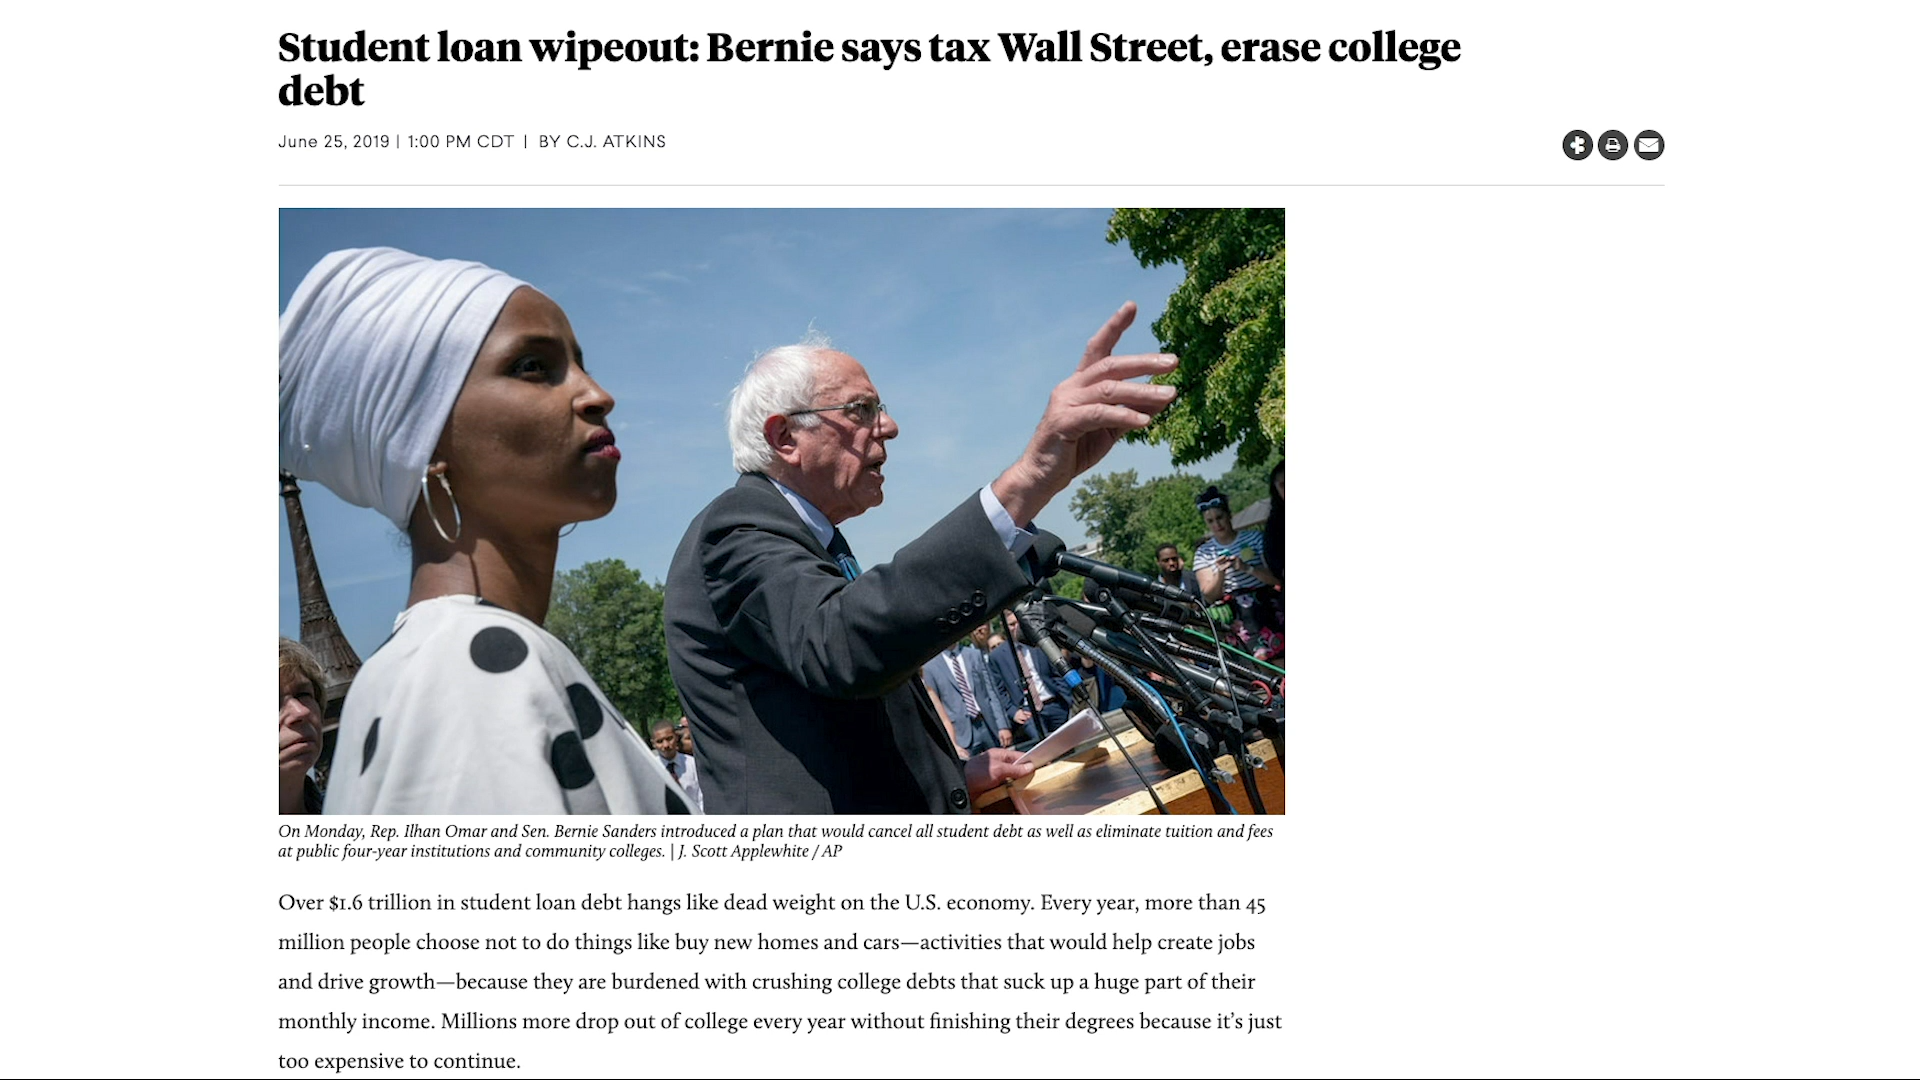 Student loan wipeout: Bernie says tax Wall Street, erase college
debt
June 25, 2019 | 1:00 PM CDT | BY C.J. ATKINS
On Monday, Rep. Ilhan Omar and Sen. Bernie Sanders introduced a plan that would cancel all student debt as well as eliminate tuition and fees
at public four-year institutions and community colleges. | J. Scott Applewhite / AP
Over $1.6 trillion in student loan debt hangs like dead weight on the U.S. economy. Every year, more than 45
million people choose not to do things like buy new homes and cars—activities that would help create jobs
and drive growth—because they are burdened with crushing college debts that suck up a huge part of their
monthly income. Millions more drop out of college every year without finishing their degrees because it’s just
too expensive to continue.